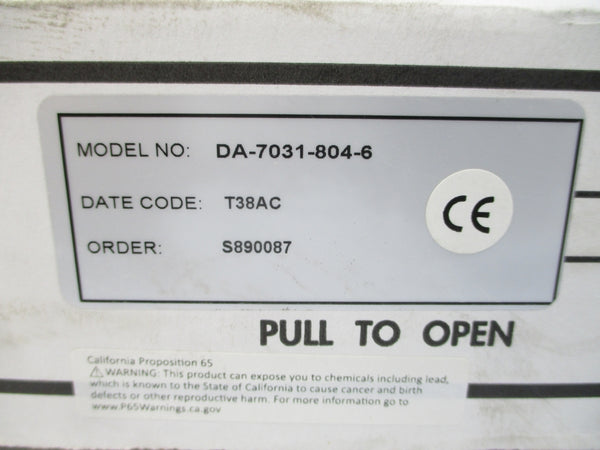 MODEL NO: DA-7031-804-6
DATE CODE: T38AC
ORDER: S890087
CE
PULL TO OPEN
California Proposition 65
⚠WARNING: This product can expose you to chemicals including lead,
which is known to the State of California to cause cancer and birth
defects or other reproductive harm. For more information go to
www.P65Warnings.ca.gov